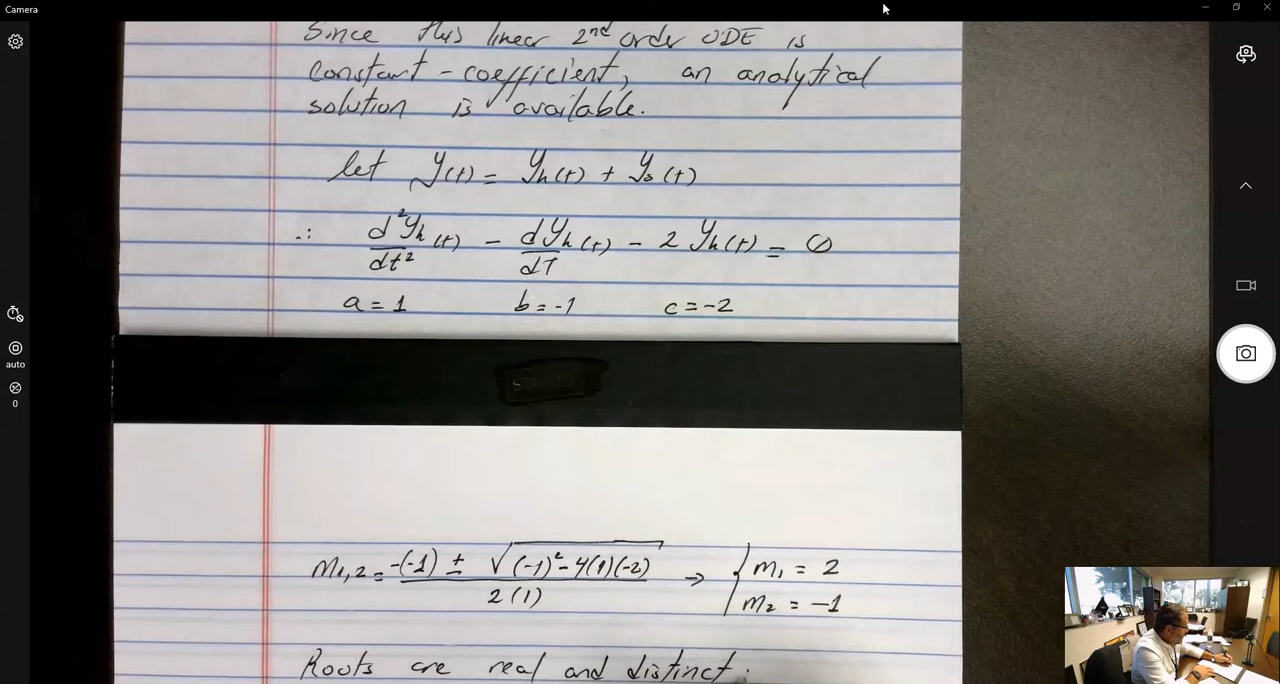 Camera
Since this linear 2nd order ODE is
constant-coefficient, an analytical
solution is available.
let y(t) = yh(t) + ys(t)
∴ d²yh/dt² (t) - dyh/dT (t) - 2 yh(t) = 0
a = 1 b = -1 c = -2
auto
0
m1,2 = -(-1) ± √(-1)² - 4(1)(-2) / 2(1) → { m1 = 2
m2 = -1
Roots are real and distinct: